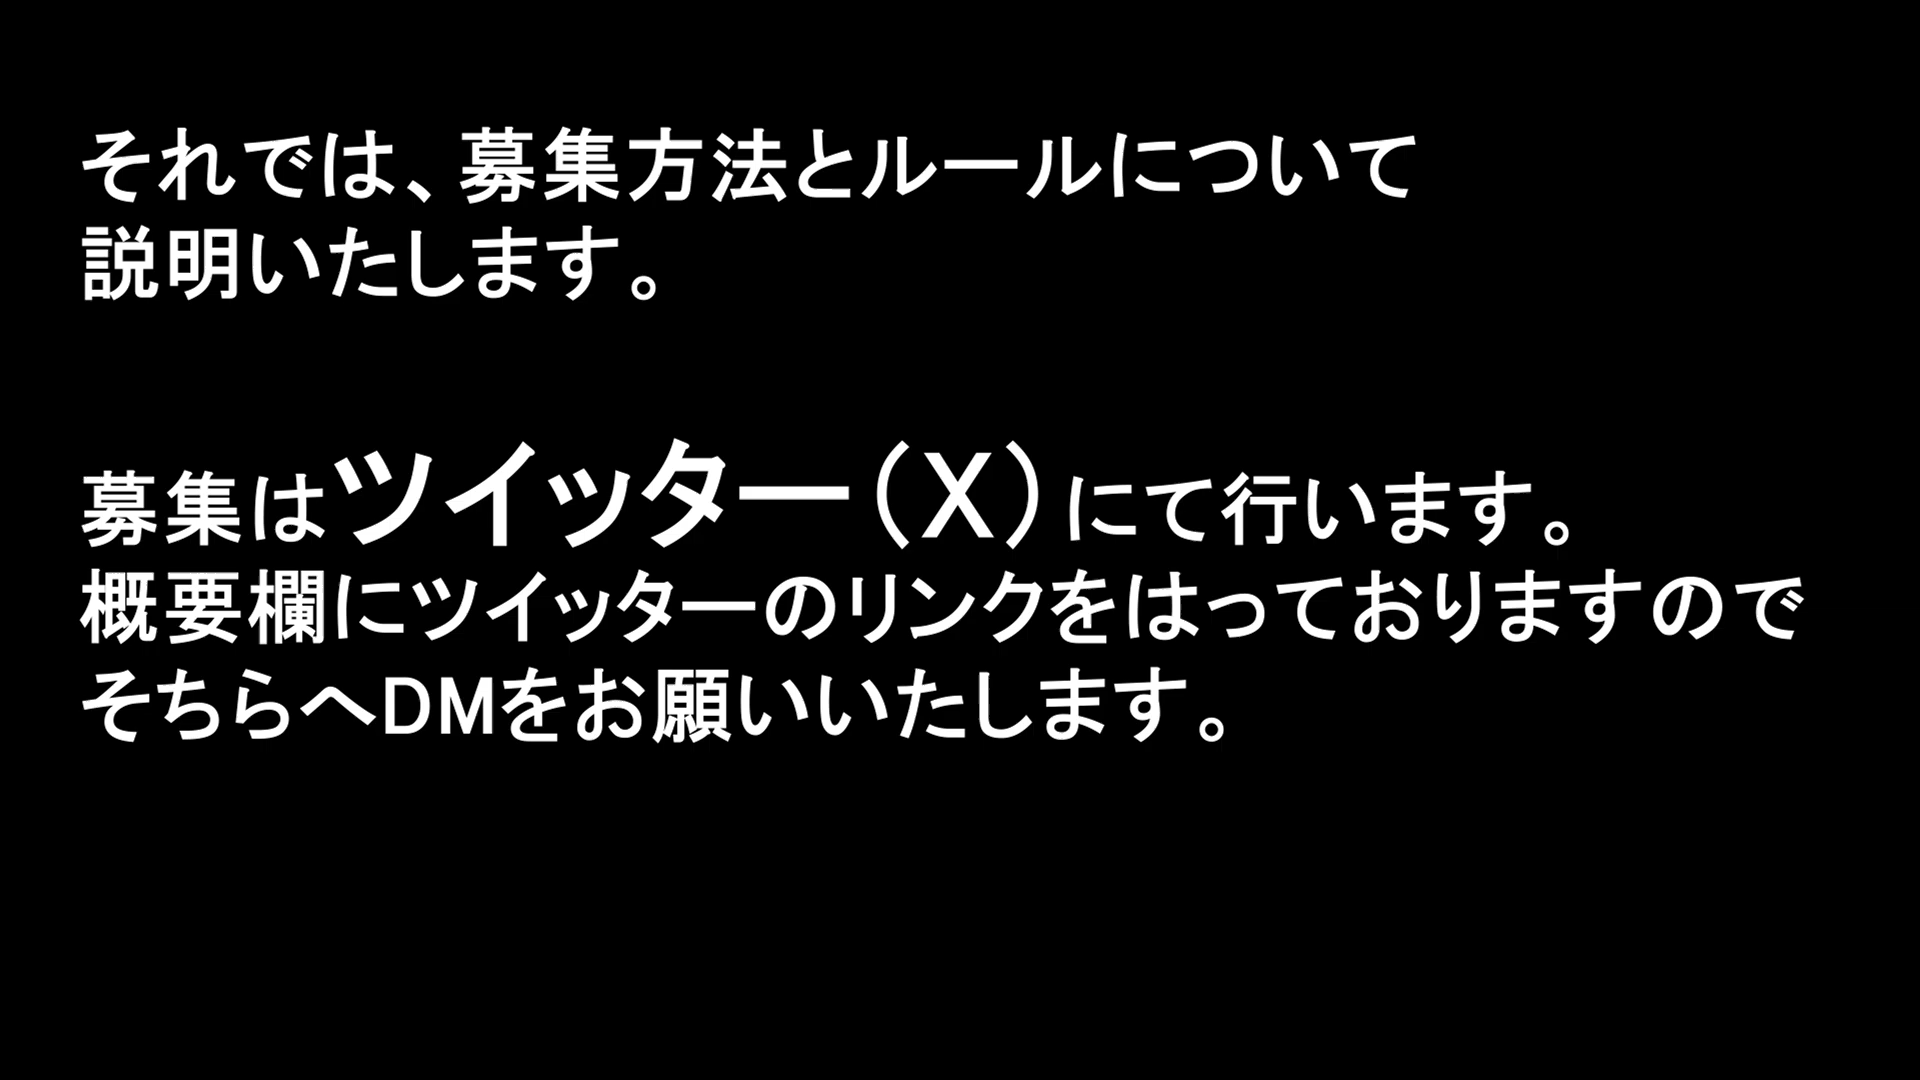 それでは、募集方法とルールについて
説明いたします。
募集はツイッター（X）にて行います。
概要欄にツイッターのリンクをはっておりますので
そちらへDMをお願いいたします。